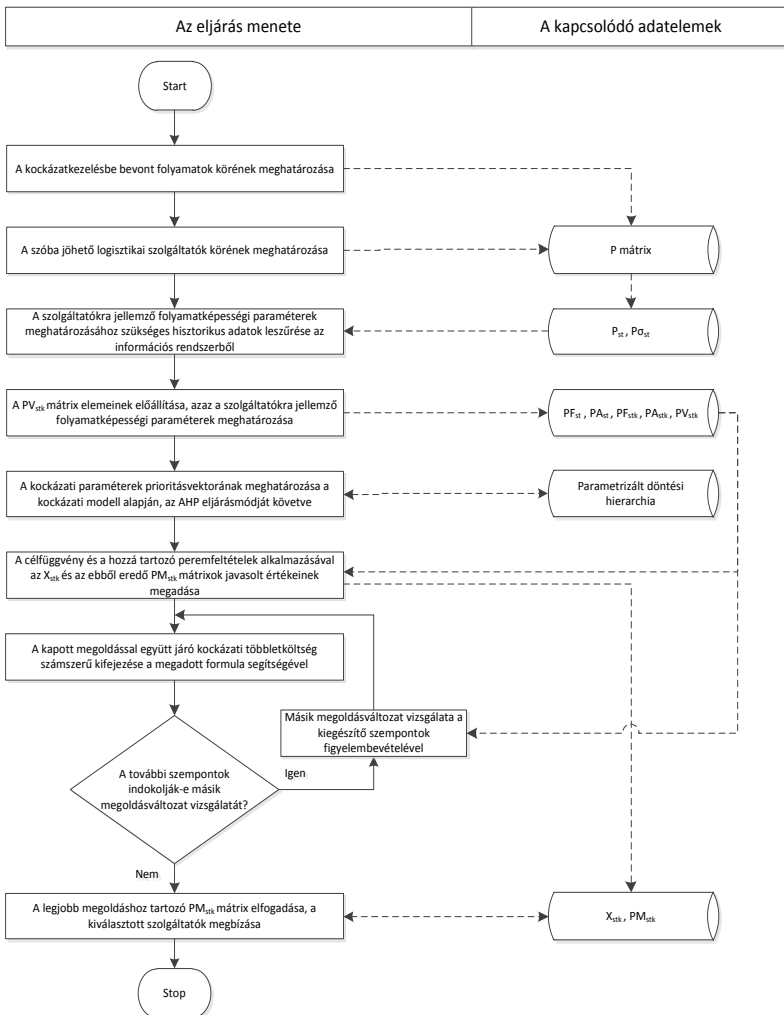 Az eljárás menete
A kapcsolódó adatelemek
Start
A kockázatkezelésbe bevont folyamatok körének meghatározása
A szóba jöhető logisztikai szolgáltatók körének meghatározása
P mátrix
A szolgáltatókra jellemző folyamatképességi paraméterek
meghatározásához szükséges hisztorikus adatok leszűrése az
információs rendszerből
Pst , Pσst
A PVstk mátrix elemeinek előállítása, azaz a szolgáltatókra jellemző
folyamatképességi paraméterek meghatározása
PFst , PAst, PFstk, PAstk, PVstk
A kockázati paraméterek prioritásvektorának meghatározása a
kockázati modell alapján, az AHP eljárásmódját követve
Parametrizált döntési
hierarchia
A célfüggvény és a hozzá tartozó peremfeltételek alkalmazásával
az Xstk és az ebből eredő PMstk mátrixok javasolt értékeinek
megadása
A kapott megoldással együtt járó kockázati többletköltség
számszerű kifejezése a megadott formula segítségével
Másik megoldásváltozat vizsgálata a
kiegészítő szempontok
figyelembevételével
A további szempontok
indokolják-e másik
megoldásváltozat vizsgálatát?
Igen
Nem
A legjobb megoldáshoz tartozó PMstk mátrix elfogadása, a
kiválasztott szolgáltatók megbízása
Xstk, PMstk
Stop